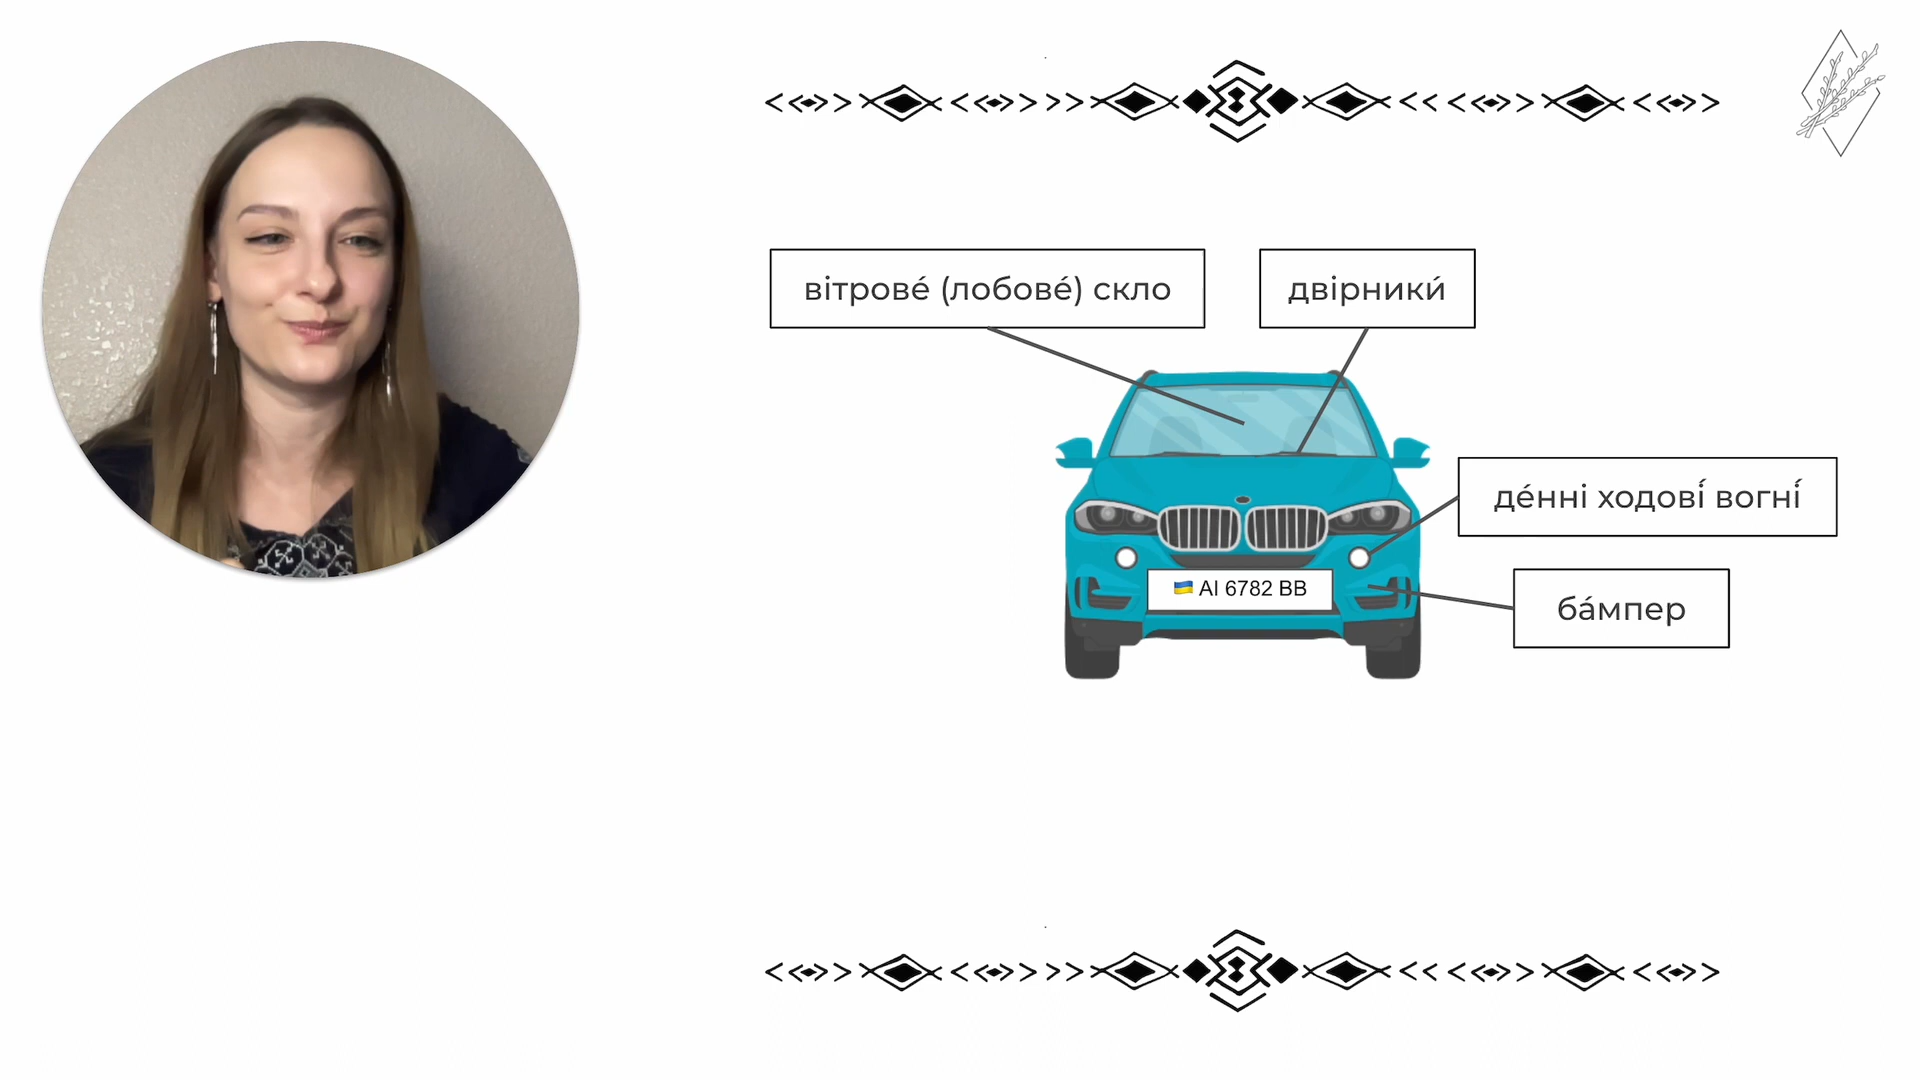 вітрове́ (лобове́) скло
двірники́
де́нні ходові́ вогні́
AI 6782 BB
ба́мпер